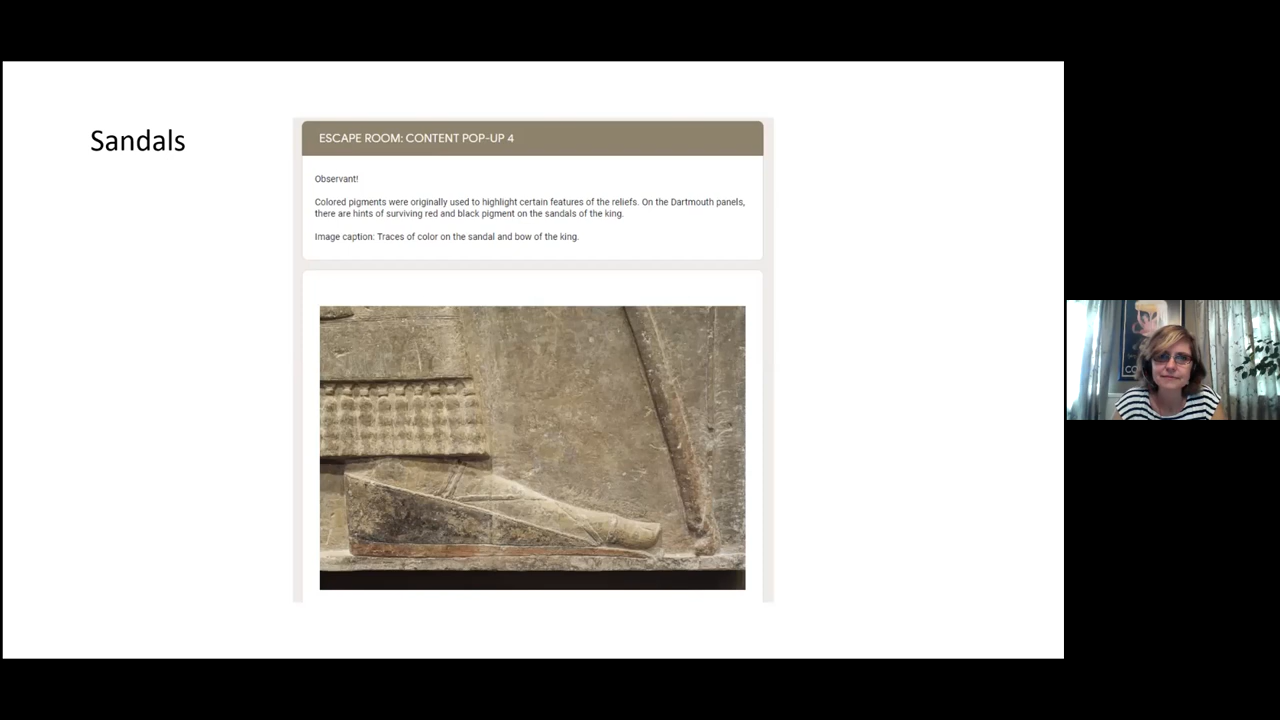 Sandals
ESCAPE ROOM: CONTENT POP-UP 4
Observant!
Colored pigments were originally used to highlight certain features of the reliefs. On the Dartmouth panels,
there are hints of surviving red and black pigment on the sandals of the king.
Image caption: Traces of color on the sandal and bow of the king.
CO